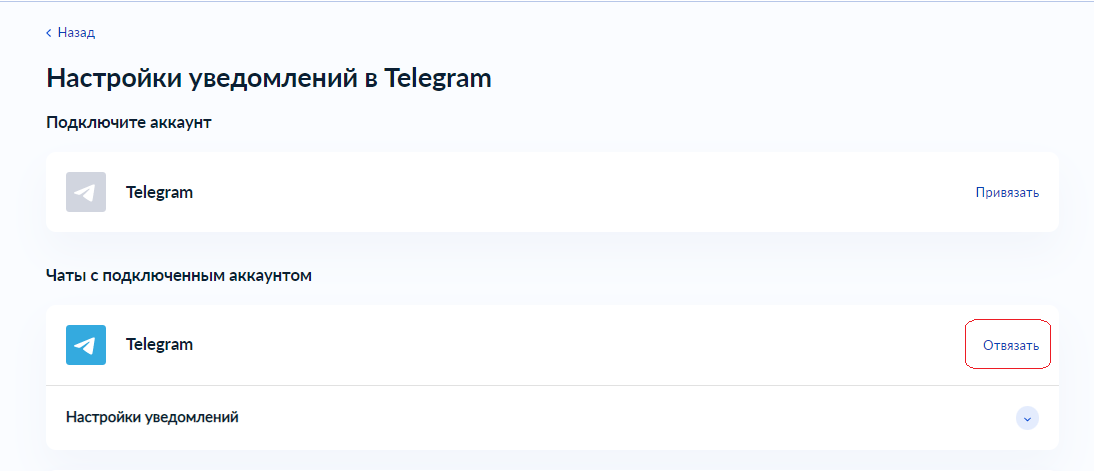 Назад
Настройки уведомлений в Telegram
Подключите аккаунт
Telegram
Привязать
Чаты с подключенным аккаунтом
Telegram
Отвязать
Настройки уведомлений